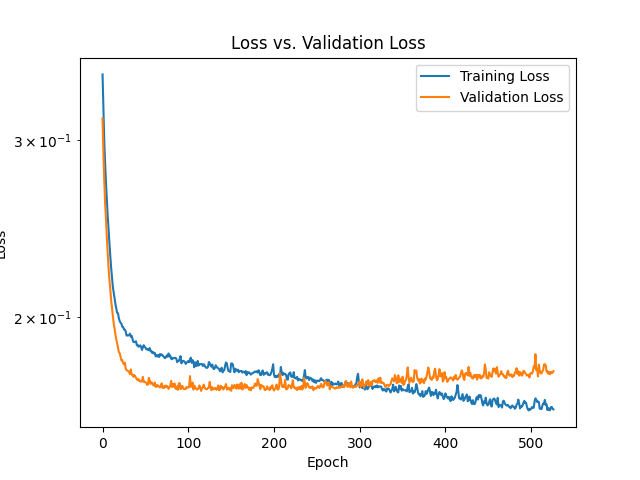 Loss vs. Validation Loss
Training Loss
Validation Loss
3 × 10⁻¹
2 × 10⁻¹
Loss
0 100 200 300 400 500
Epoch